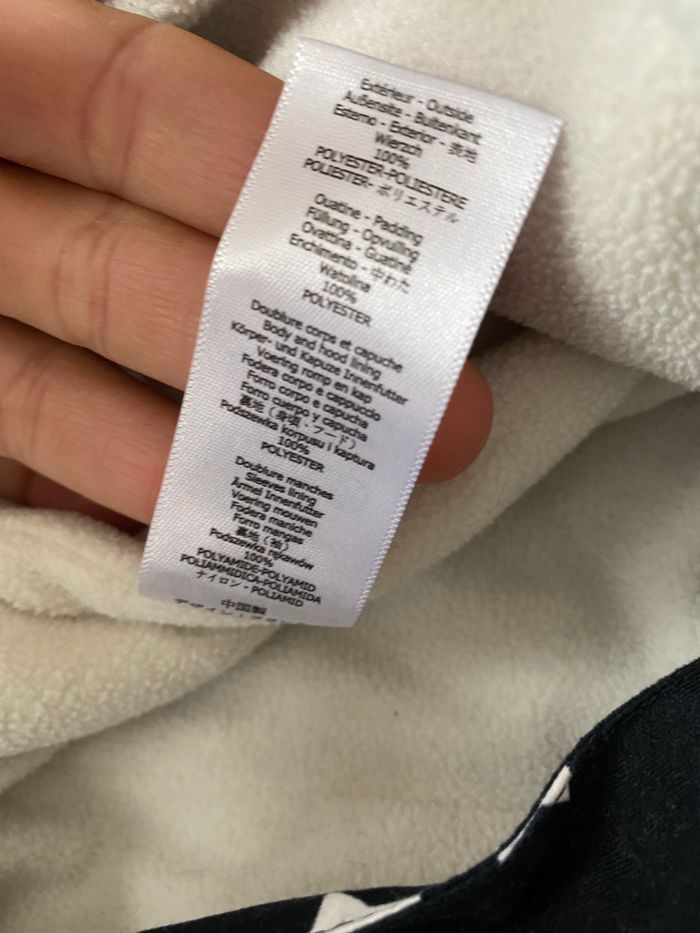 Extérieur - Outside
Außensite - Buitenkant
Esterno - Exterior - 表地
Wierzch
100%
POLYESTER-POLIESTERE
POLIESTER- ポリエステル
Ouatine - Padding
Füllung - Opvulling
Ovattina - Guatine
Enchimento - 中わた
Watolina
100%
POLYESTER
Doublure corps et capuche
Body and hood lining
Körper- und Kapuze Innenfutter
Voering romp en kap
Fodera corpo e cappuccio
Forro corpo e capucha
Forro cuerpo y capucha
裏地(身頃・フード)
Podszewka korpusu i kaptura
100%
POLYESTER
Doublure manches
Sleeves lining
Ärmel Innenfutter
Voering mouwen
Fodera maniche
Forro mangas
裏地(袖)
Podszewka rękawów
100%
POLYAMIDE-POLYAMID
POLIAMMIDICA-POLIAMIDA
ナイロン - POLIAMID
中国製